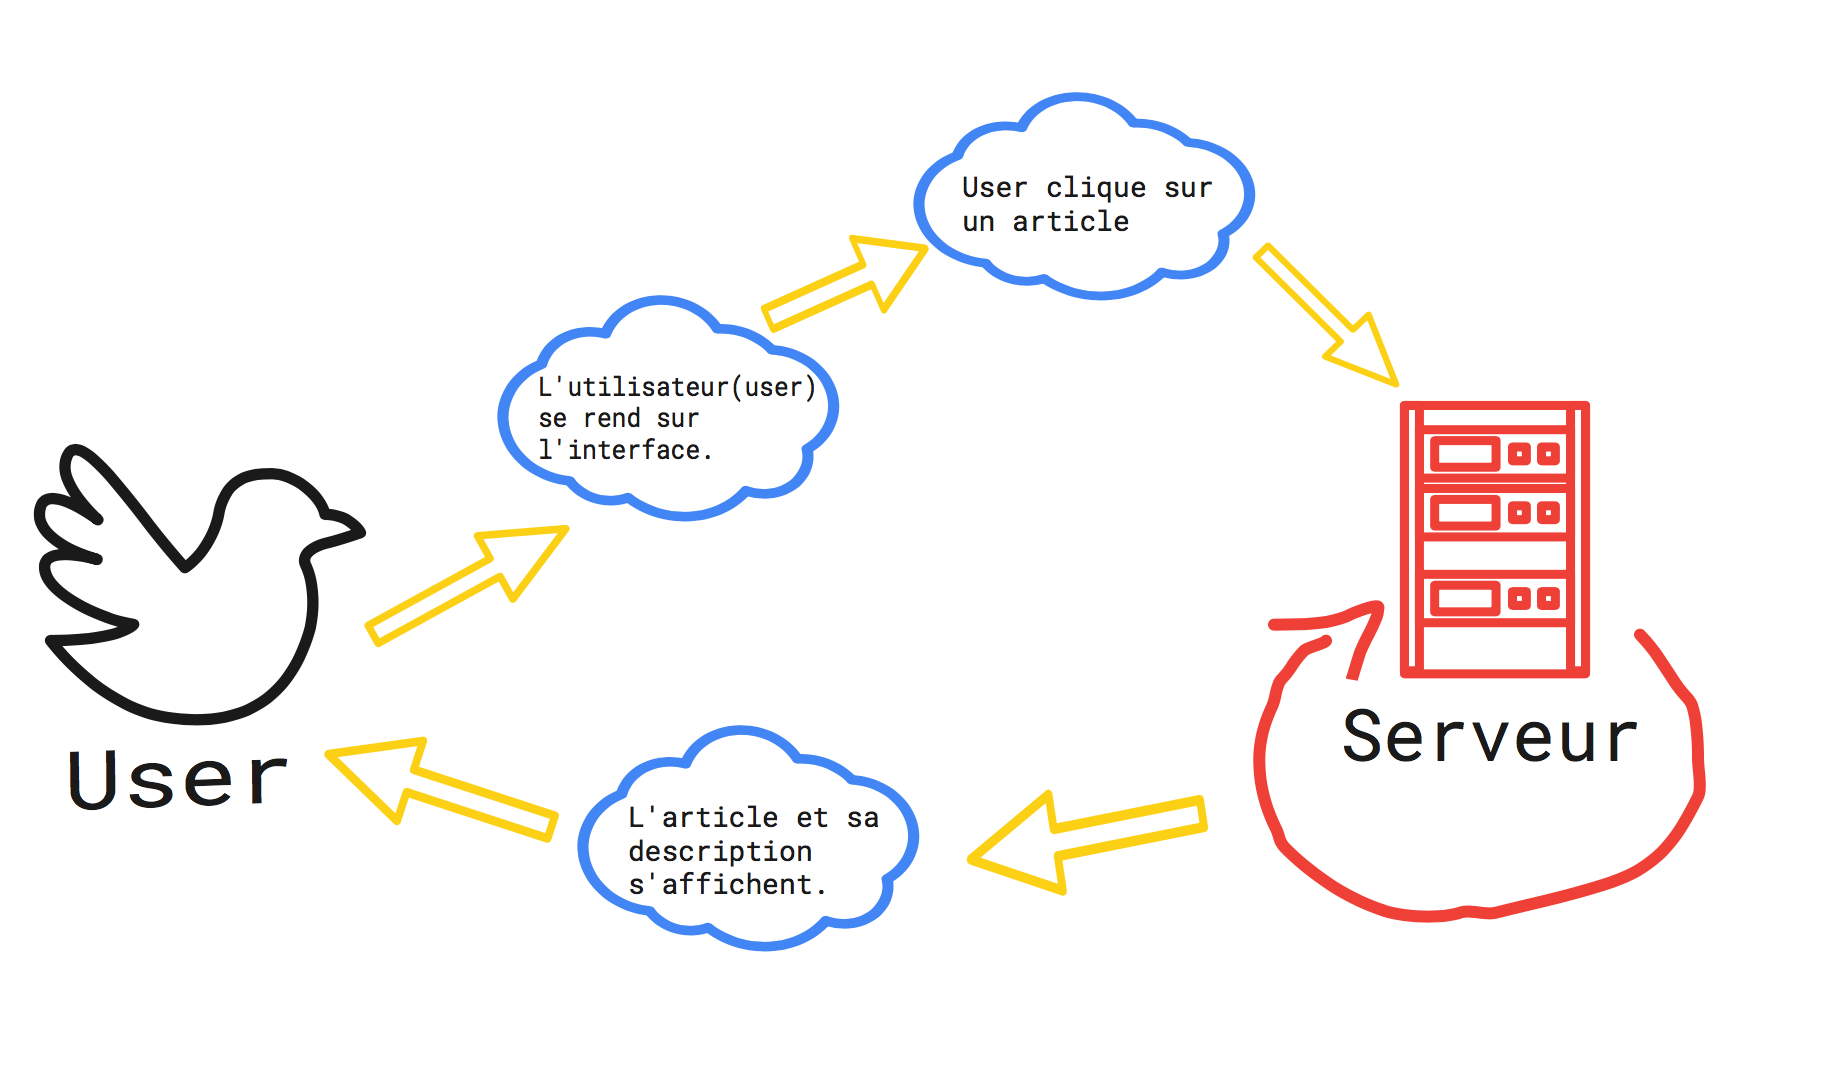 User clique sur
un article
L'utilisateur(user)
se rend sur
l'interface.
User
Serveur
L'article et sa
description
s'affichent.